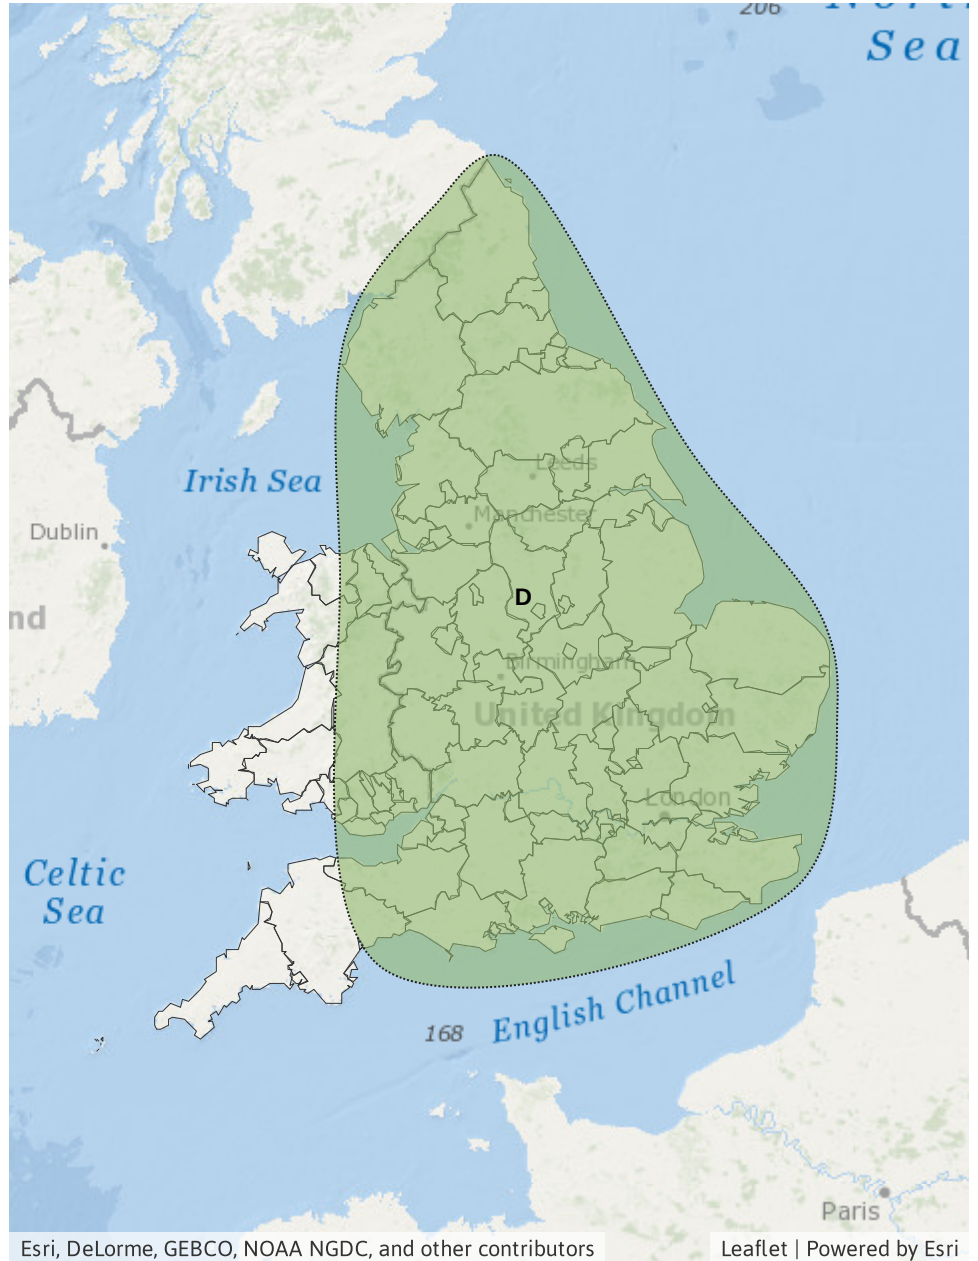 206
Sea
Leeds
Irish Sea
Manchester
Dublin
D
nd
Birmingham
United Kingdom
London
Celtic
Sea
English Channel
168
Paris
Esri, DeLorme, GEBCO, NOAA NGDC, and other contributors
Leaflet | Powered by Esri